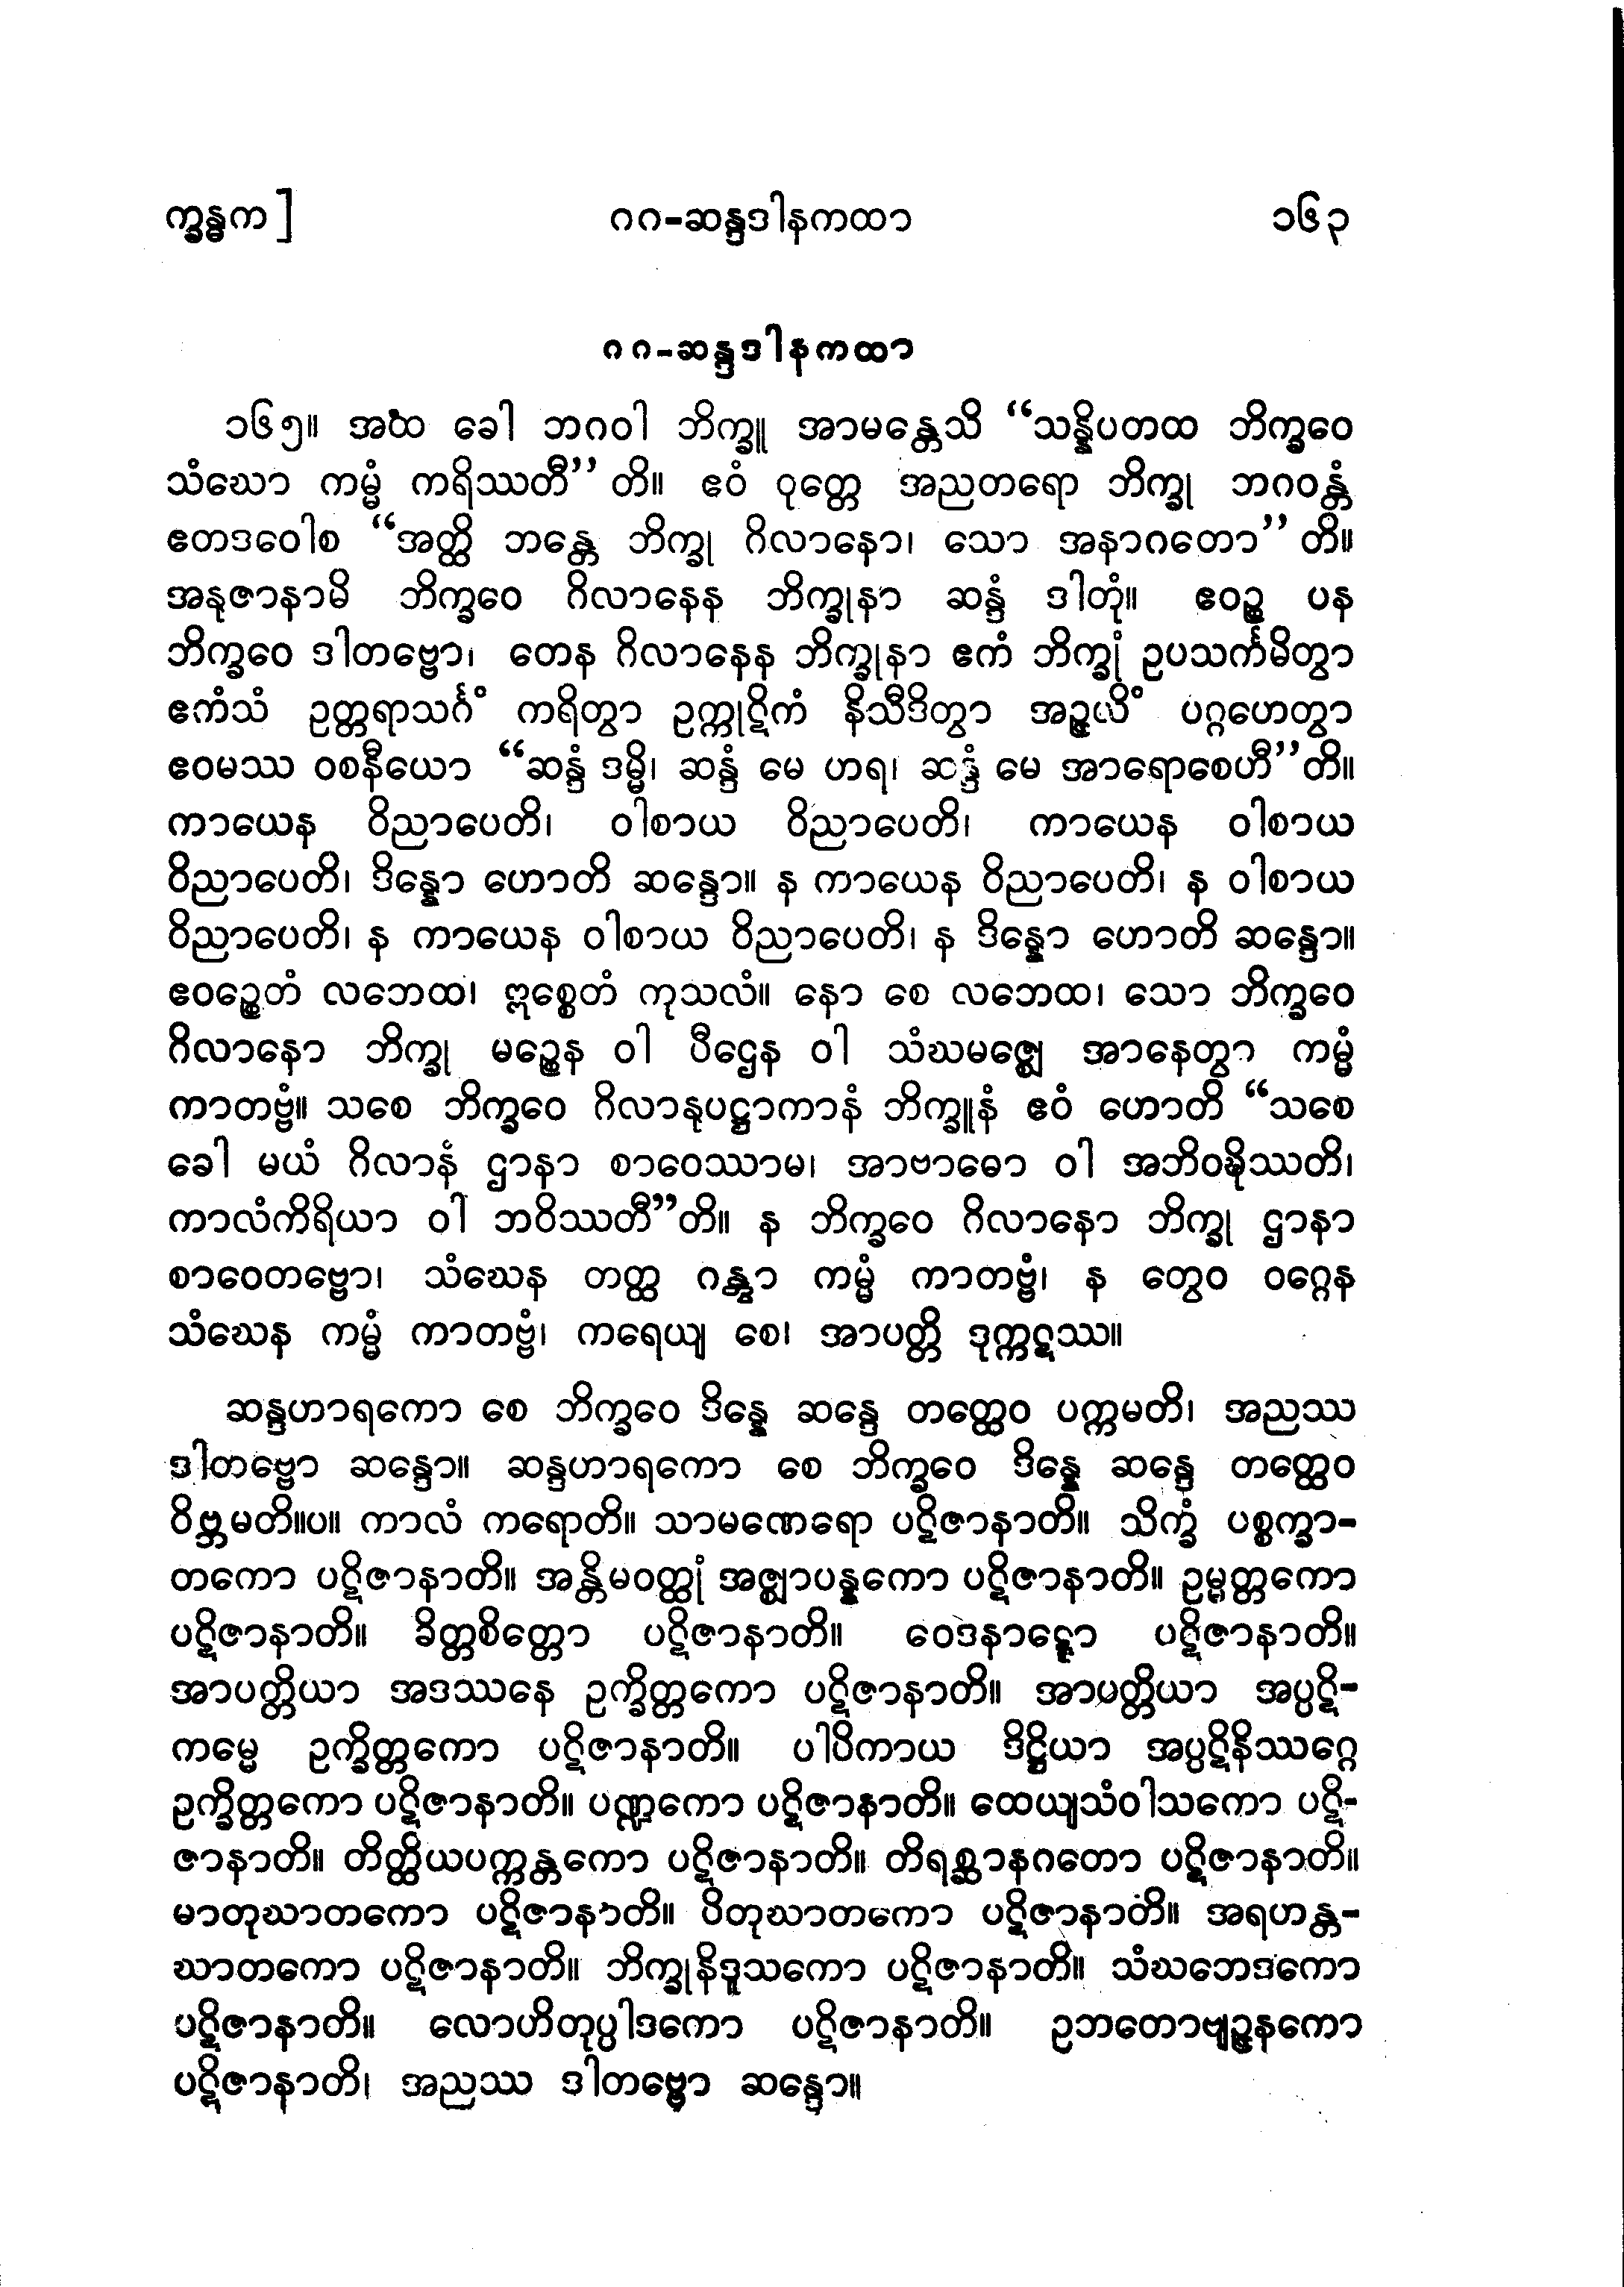 က္ခန္ဓက]
ဂဂ-ဆန္ဒဒါနကထာ
၁၆၃
ဂဂ-ဆန္ဒဒါနကထာ
၁၆၅။ အထ ခေါ ဘဂဝါ ဘိက္ခူ အာမန္တေသိ “သန္နိပတထ ဘိက္ခဝေ
သံဃော ကမ္မံ ကရိဿတီ” တိ။ ဧဝံ ဝုတ္တေ အညတရော ဘိက္ခု ဘဂဝန္တံ
ဧတဒဝေါစ “အတ္ထိ ဘန္တေ ဘိက္ခု ဂိလာနော၊ သော အနာဂတော” တိ။
အနုဇာနာမိ ဘိက္ခဝေ ဂိလာနေန ဘိက္ခုနာ ဆန္ဒံ ဒါတုံ။ ဧဝဉ္စ ပန
ဘိက္ခဝေ ဒါတဗ္ဗော၊ တေန ဂိလာနေန ဘိက္ခုနာ ဧကံ ဘိက္ခုံ ဥပသင်္ကမိတွာ
ဧကံသံ ဥတ္တရာသင်္ဂံ ကရိတွာ ဥက္ကုဋိကံ နိသီဒိတွာ အဉ္ဇလိံ ပဂ္ဂဟေတွာ
ဧဝမဿ ဝစနီယော “ဆန္ဒံ ဒမ္မိ၊ ဆန္ဒံ မေ ဟရ၊ ဆန္ဒံ မေ အာရောစေဟီ”တိ။
ကာယေန ဝိညာပေတိ၊ ဝါစာယ ဝိညာပေတိ၊ ကာယေန ဝါစာယ
ဝိညာပေတိ၊ ဒိန္နော ဟောတိ ဆန္ဒော။ န ကာယေန ဝိညာပေတိ၊ န ဝါစာယ
ဝိညာပေတိ၊ န ကာယေန ဝါစာယ ဝိညာပေတိ၊ န ဒိန္နော ဟောတိ ဆန္ဒော။
ဧဝဉ္စေတံ လဘေထ၊ ဣစ္စေတံ ကုသလံ။ နော စေ လဘေထ၊ သော ဘိက္ခဝေ
ဂိလာနော ဘိက္ခု မဉ္စေန ဝါ ပီဌေန ဝါ သံဃမဇ္ဈေ အာနေတွာ ကမ္မံ
ကာတဗ္ဗံ။ သစေ ဘိက္ခဝေ ဂိလာနုပဋ္ဌာကာနံ ဘိက္ခူနံ ဧဝံ ဟောတိ “သစေ
ခေါ မယံ ဂိလာနံ ဌာနာ စာဝေဿာမ၊ အာဗာဓော ဝါ အဘိဝဍ္ဎိဿတိ၊
ကာလံကိရိယာ ဝါ ဘဝိဿတီ”တိ။ န ဘိက္ခဝေ ဂိလာနော ဘိက္ခု ဌာနာ
စာဝေတဗ္ဗော၊ သံဃေန တတ္ထ ဂန္တွာ ကမ္မံ ကာတဗ္ဗံ၊ န တွေဝ ဝဂ္ဂေန
သံဃေန ကမ္မံ ကာတဗ္ဗံ၊ ကရေယျ စေ၊ အာပတ္တိ ဒုက္ကဋဿ။
ဆန္ဒဟာရကော စေ ဘိက္ခဝေ ဒိန္နေ ဆန္ဒေ တတ္ထေဝ ပက္ကမတိ၊ အညဿ
ဒါတဗ္ဗော ဆန္ဒော။ ဆန္ဒဟာရကော စေ ဘိက္ခဝေ ဒိန္နေ ဆန္ဒေ တတ္ထေဝ
ဝိဗ္ဘမတိ။ပ။ ကာလံ ကရောတိ။ သာမဏေရော ပဋိဇာနာတိ။ သိက္ခံ ပစ္စက္ခာ-
တကော ပဋိဇာနာတိ။ အန္တိမဝတ္ထုံ အဇ္ဈာပန္နကော ပဋိဇာနာတိ။ ဥမ္မတ္တကော
ပဋိဇာနာတိ။ ခိတ္တစိတ္တော ပဋိဇာနာတိ။ ဝေဒနာဋ္ဋော ပဋိဇာနာတိ။
အာပတ္တိယာ အဒဿနေ ဥက္ခိတ္တကော ပဋိဇာနာတိ။ အာပတ္တိယာ အပ္ပဋိ-
ကမ္မေ ဥက္ခိတ္တကော ပဋိဇာနာတိ။ ပါပိကာယ ဒိဋ္ဌိယာ အပ္ပဋိနိဿဂ္ဂေ
ဥက္ခိတ္တကော ပဋိဇာနာတိ။ ပဏ္ဍကော ပဋိဇာနာတိ။ ထေယျသံဝါသကော ပဋိ-
ဇာနာတိ။ တိတ္ထိယပက္ကန္တကော ပဋိဇာနာတိ။ တိရစ္ဆာနဂတော ပဋိဇာနာတိ။
မာတုဃာတကော ပဋိဇာနာတိ။ ပိတုဃာတကော ပဋိဇာနာတိ။ အရဟန္တ-
ဃာတကော ပဋိဇာနာတိ။ ဘိက္ခုနိဒူသကော ပဋိဇာနာတိ။ သံဃဘေဒကော
ပဋိဇာနာတိ။ လောဟိတုပ္ပါဒကော ပဋိဇာနာတိ။ ဥဘတောဗျဉ္ဇနကော
ပဋိဇာနာတိ၊ အညဿ ဒါတဗ္ဗော ဆန္ဒော။